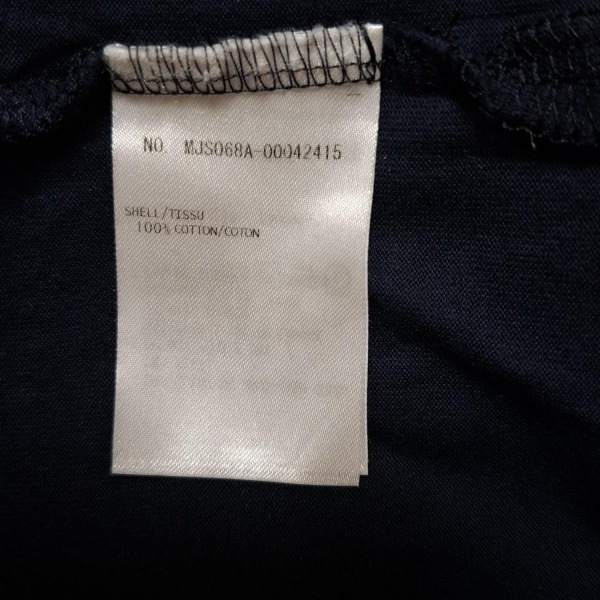 NO. MJS068A-00042415
SHELL/TISSU
100% COTTON/COTON